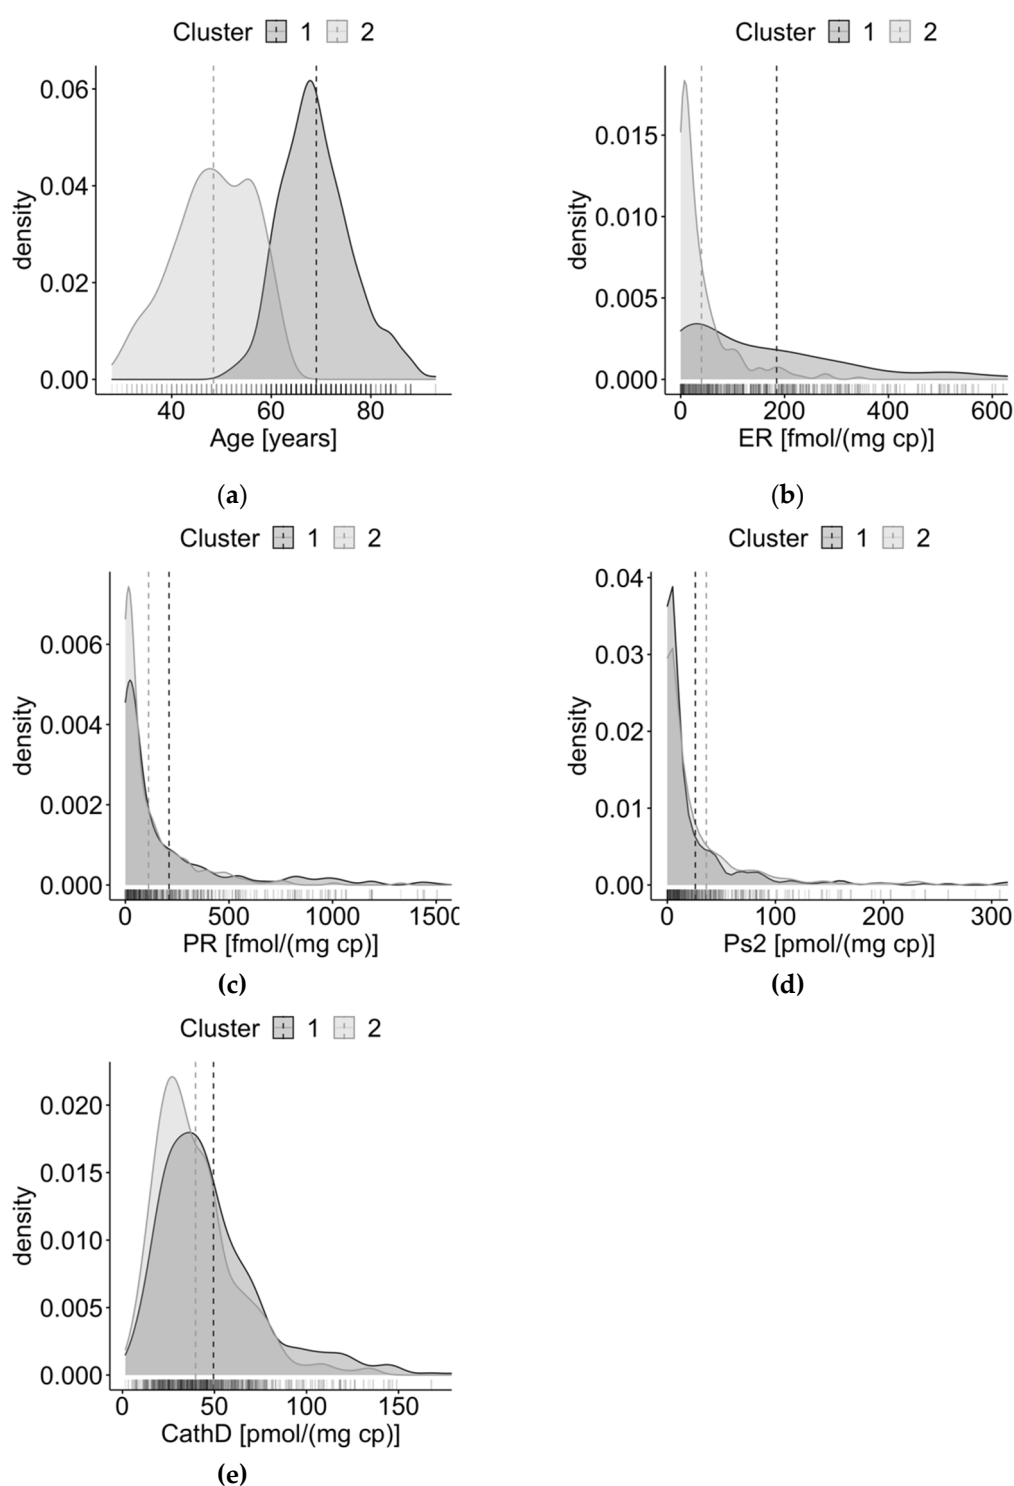 Cluster 1 2
Cluster 1 2
density
0.06
0.04
0.02
0.00
40 60 80
Age [years]
(a)
density
0.015
0.010
0.005
0.000
0 200 400 600
ER [fmol/(mg cp)]
(b)
Cluster 1 2
Cluster 1 2
density
0.006
0.004
0.002
0.000
0 500 1000 1500
PR [fmol/(mg cp)]
(c)
density
0.04
0.03
0.02
0.01
0.00
0 100 200 300
Ps2 [pmol/(mg cp)]
(d)
Cluster 1 2
density
0.020
0.015
0.010
0.005
0.000
0 50 100 150
CathD [pmol/(mg cp)]
(e)